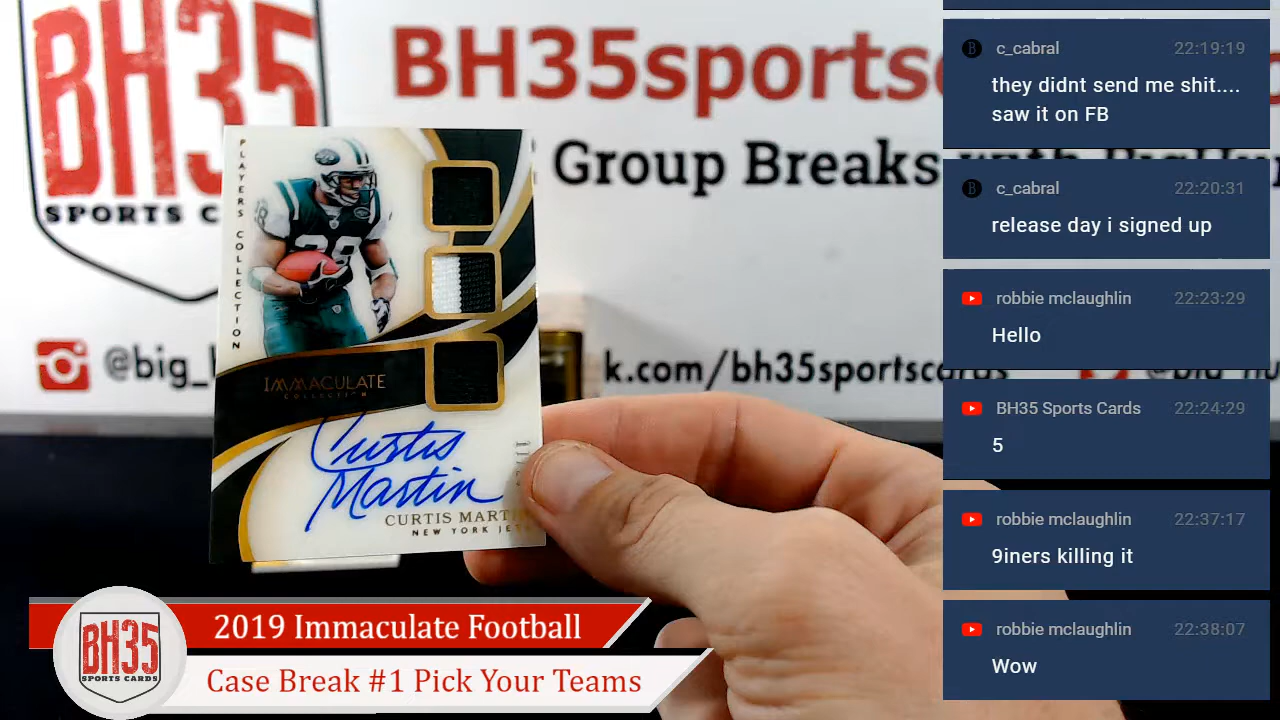 BH35
SPORTS C
BH35sports
Group Breaks with
@big_
k.com/bh35sportscards
PLAYERS COLLECTION
28
IMMACULATE
COLLECTION
Curtis
Martin
CURTIS MARTI
NEW YORK JE
BH35
SPORTS CARDS
2019 Immaculate Football
Case Break #1 Pick Your Teams
c_cabral 22:19:19
they didnt send me shit....
saw it on FB
c_cabral 22:20:31
release day i signed up
robbie mclaughlin 22:23:29
Hello
BH35 Sports Cards 22:24:29
5
robbie mclaughlin 22:37:17
9iners killing it
robbie mclaughlin 22:38:07
Wow